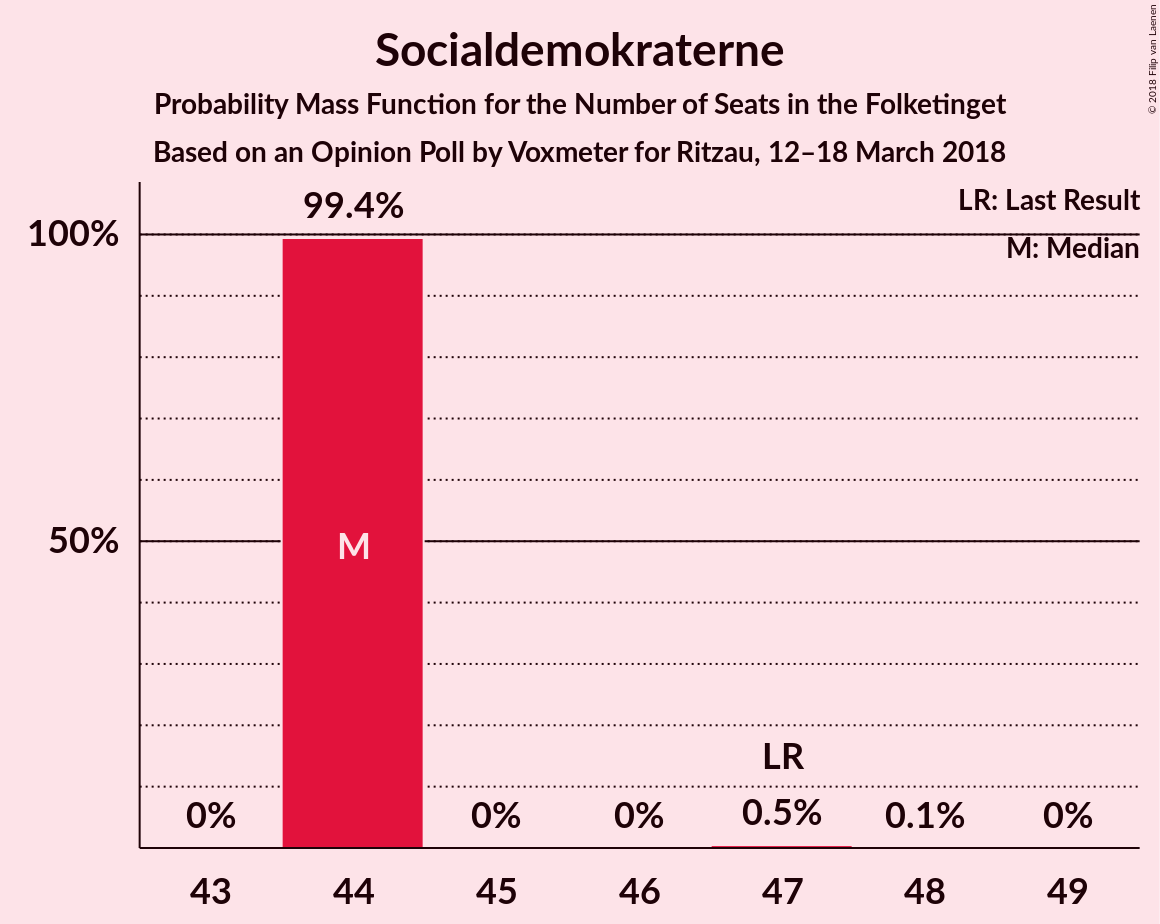 Socialdemokraterne
Probability Mass Function for the Number of Seats in the Folketinget
Based on an Opinion Poll by Voxmeter for Ritzau, 12–18 March 2018
© 2018 Filip van Laenen
LR: Last Result
M: Median
100%
50%
99.4%
M
LR
0%
0%
0%
0.5%
0.1%
0%
43
44
45
46
47
48
49